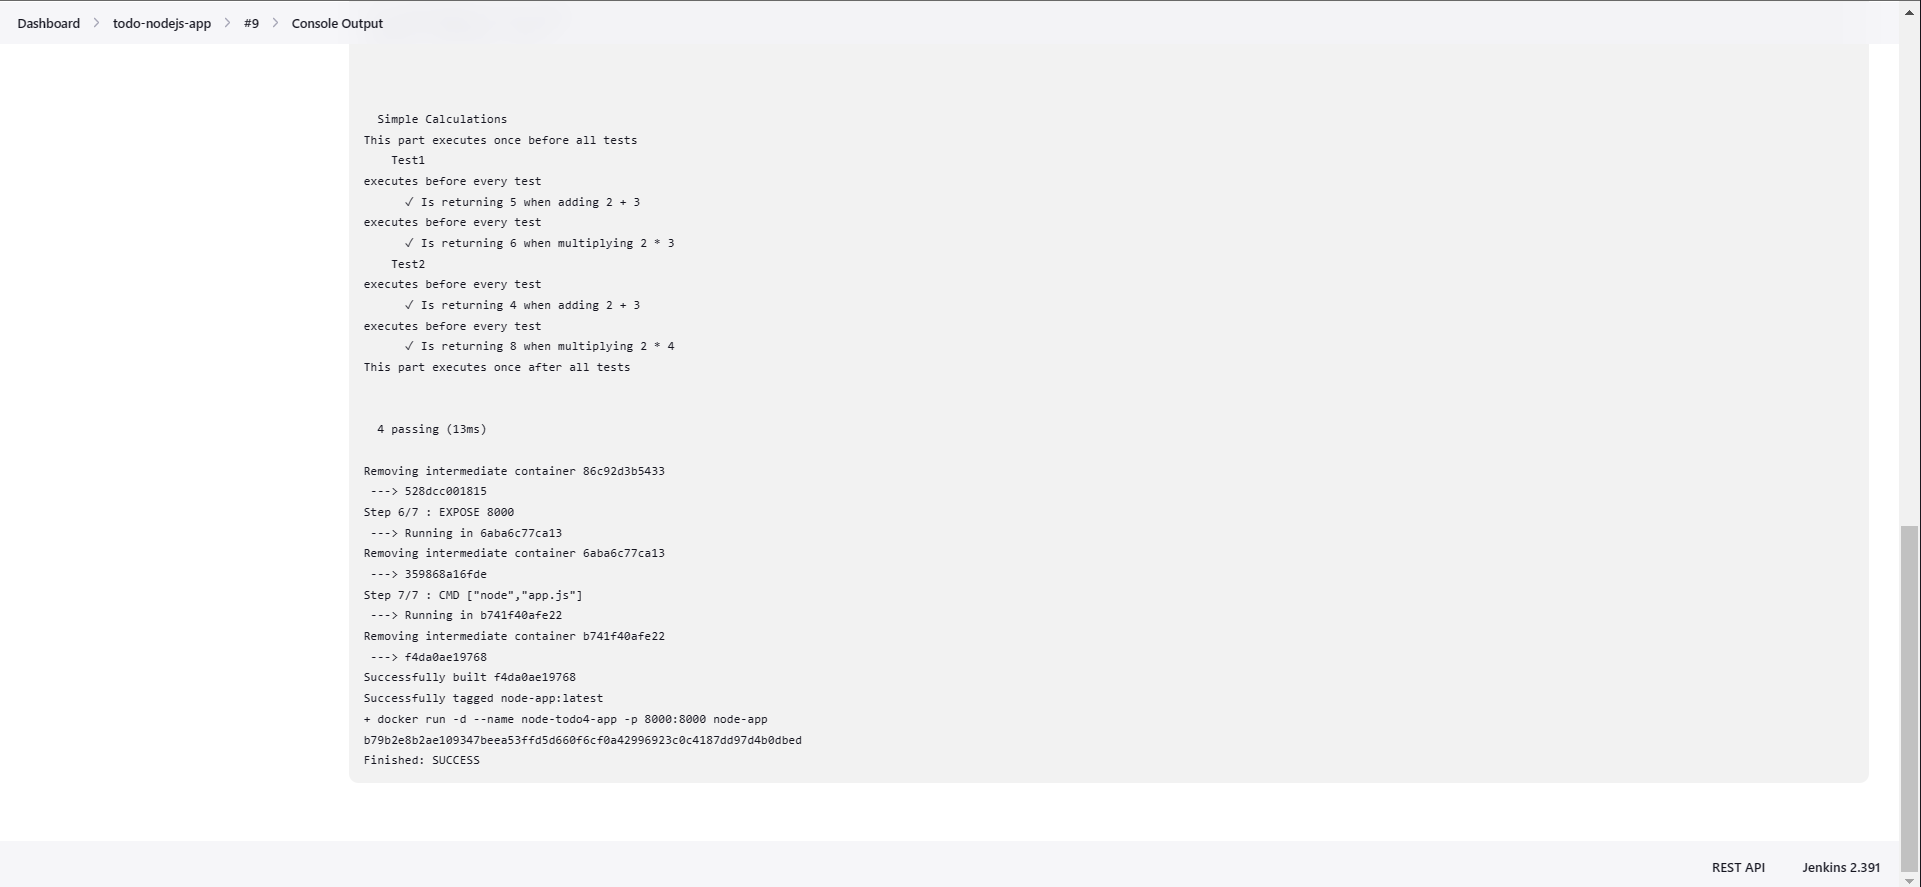 Dashboard > todo-nodejs-app > #9 > Console Output
Simple Calculations
This part executes once before all tests
Test1
executes before every test
✓ Is returning 5 when adding 2 + 3
executes before every test
✓ Is returning 6 when multiplying 2 * 3
Test2
executes before every test
✓ Is returning 4 when adding 2 + 3
executes before every test
✓ Is returning 8 when multiplying 2 * 4
This part executes once after all tests
4 passing (13ms)
Removing intermediate container 86c92d3b5433
---> 528dcc001815
Step 6/7 : EXPOSE 8000
---> Running in 6aba6c77ca13
Removing intermediate container 6aba6c77ca13
---> 359868a16fde
Step 7/7 : CMD ["node","app.js"]
---> Running in b741f40afe22
Removing intermediate container b741f40afe22
---> f4da0ae19768
Successfully built f4da0ae19768
Successfully tagged node-app:latest
+ docker run -d --name node-todo4-app -p 8000:8000 node-app
b79b2e8b2ae109347beea53ffd5d660f6cf0a42996923c0c4187dd97d4b0dbed
Finished: SUCCESS
REST API Jenkins 2.391